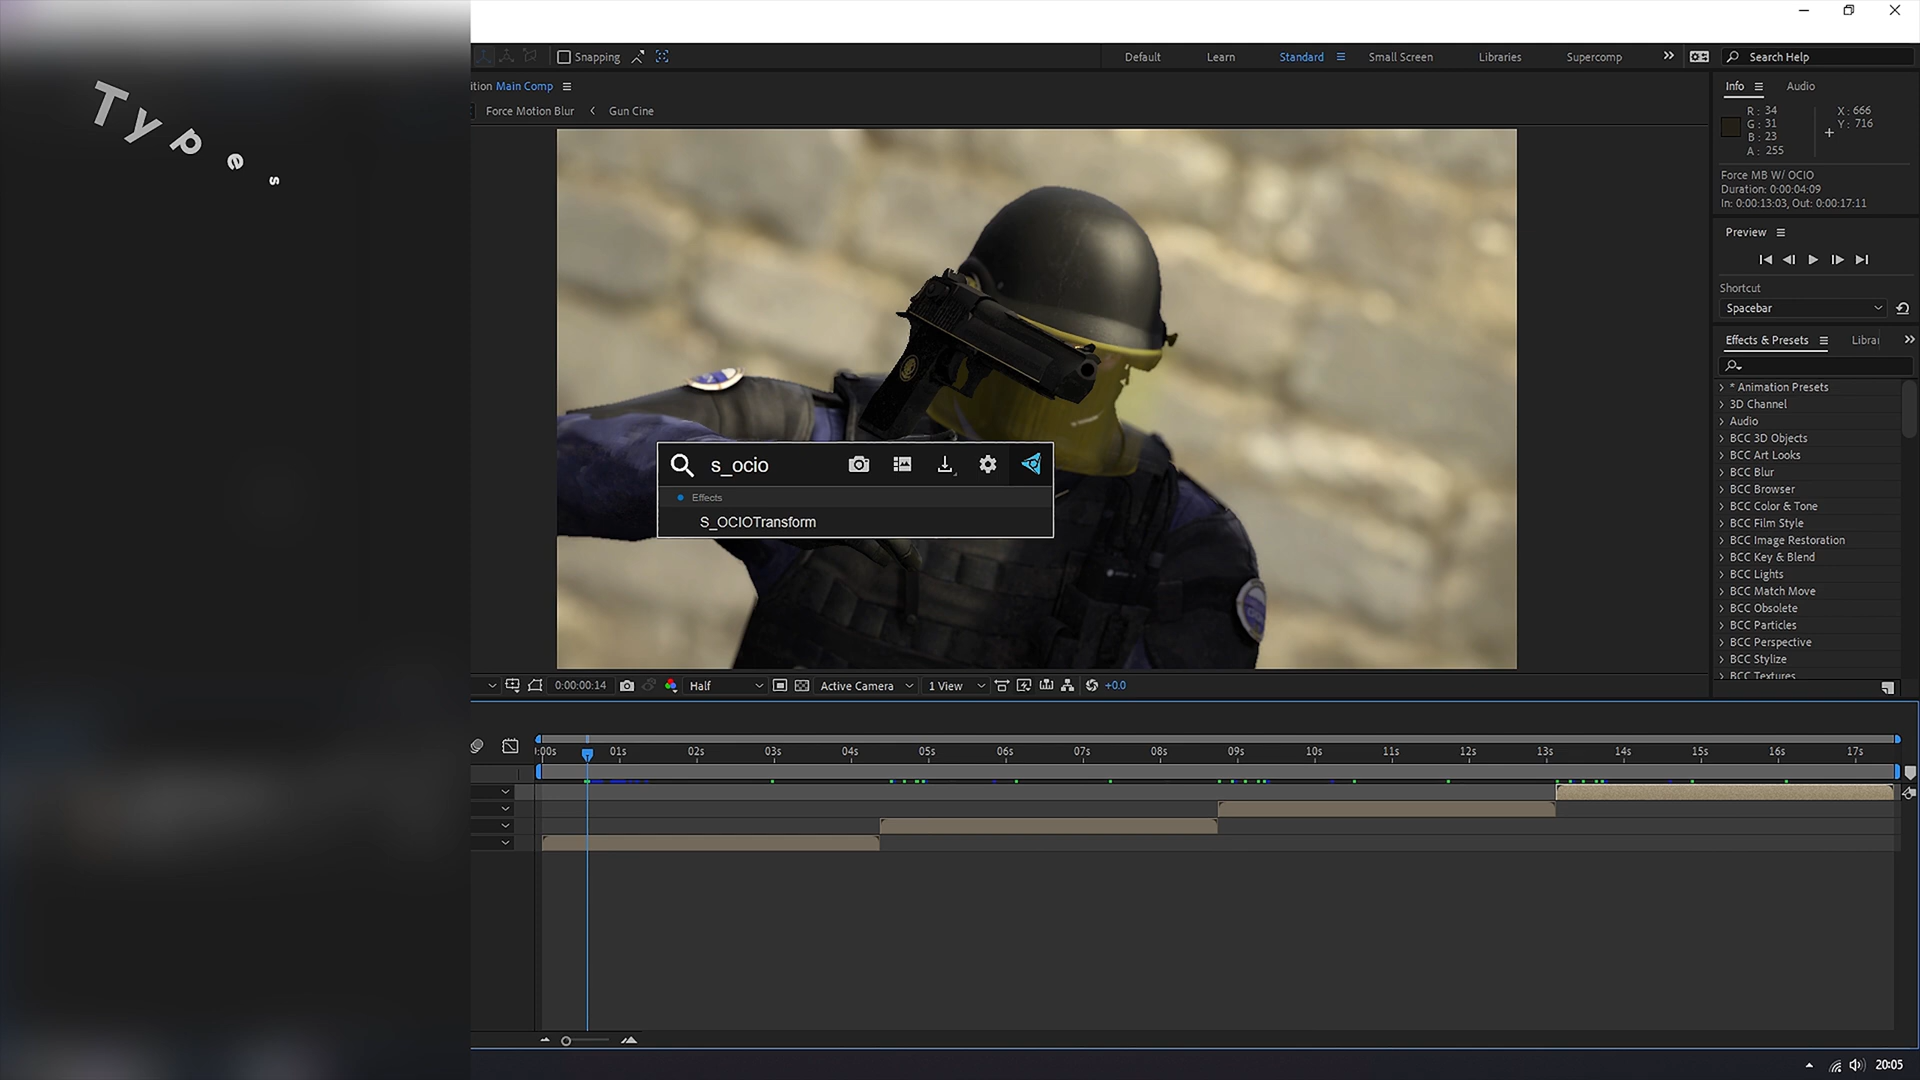 Types
Snapping
Default
Learn
Standard
Small Screen
Libraries
Supercomp
Search Help
ition Main Comp
Force Motion Blur
Gun Cine
Info
Audio
R: 34
G: 31
B: 23
A: 255
X: 666
Y: 716
Force MB W/ OCIO
Duration: 0:00:04:09
In: 0:00:13:03, Out: 0:00:17:11
Preview
Shortcut
Spacebar
Effects & Presets
Librar
* Animation Presets
3D Channel
Audio
BCC 3D Objects
BCC Art Looks
BCC Blur
BCC Browser
BCC Color & Tone
BCC Film Style
BCC Image Restoration
BCC Key & Blend
BCC Lights
BCC Match Move
BCC Obsolete
BCC Particles
BCC Perspective
BCC Stylize
BCC Textures
s_ocio
Effects
S_OCIOTransform
0:00:00:14
Half
Active Camera
1 View
+0.0
):00s 01s 02s 03s 04s 05s 06s 07s 08s 09s 10s 11s 12s 13s 14s 15s 16s 17s
20:05